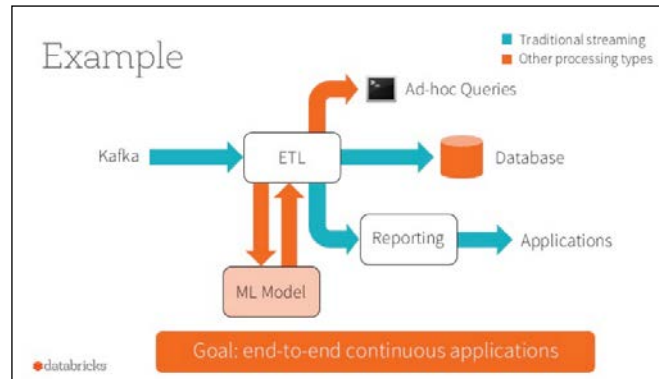 Example
Traditional streaming
Other processing types
Ad-hoc Queries
Kafka
ETL
Database
Reporting
Applications
ML Model
Goal: end-to-end continuous applications
databricks